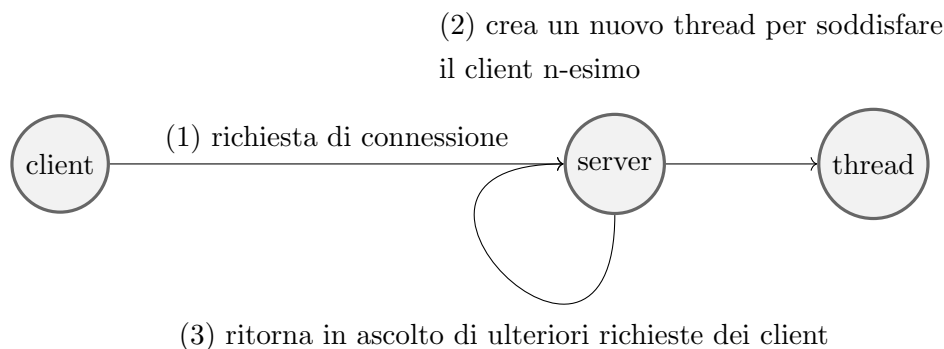 (2) crea un nuovo thread per soddisfare
il client n-esimo
(1) richiesta di connessione
client
server
thread
(3) ritorna in ascolto di ulteriori richieste dei client